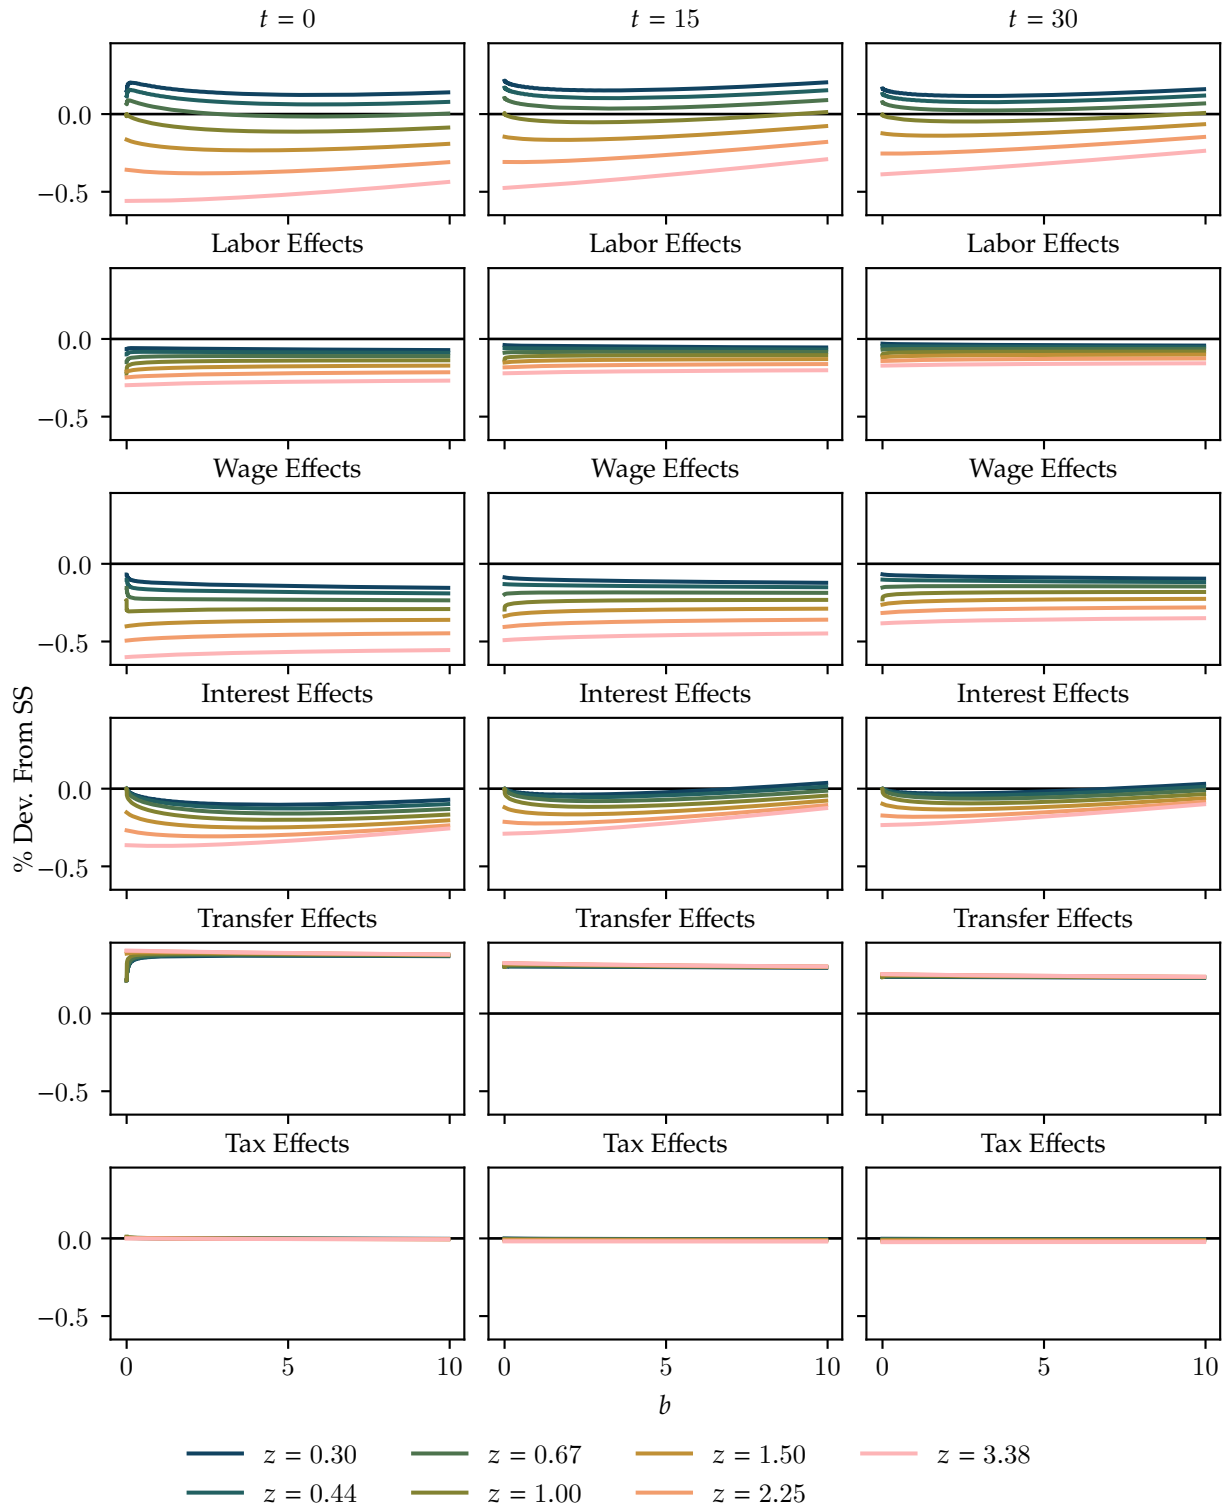 t = 0 t = 15 t = 30
0.0
−0.5
Labor Effects Labor Effects Labor Effects
0.0
−0.5
Wage Effects Wage Effects Wage Effects
0.0
−0.5
Interest Effects Interest Effects Interest Effects
% Dev. From SS
0.0
−0.5
Transfer Effects Transfer Effects Transfer Effects
0.0
−0.5
Tax Effects Tax Effects Tax Effects
0.0
−0.5
0 5 10 0 5 10 0 5 10
b
z = 0.30 z = 0.67 z = 1.50 z = 3.38
z = 0.44 z = 1.00 z = 2.25